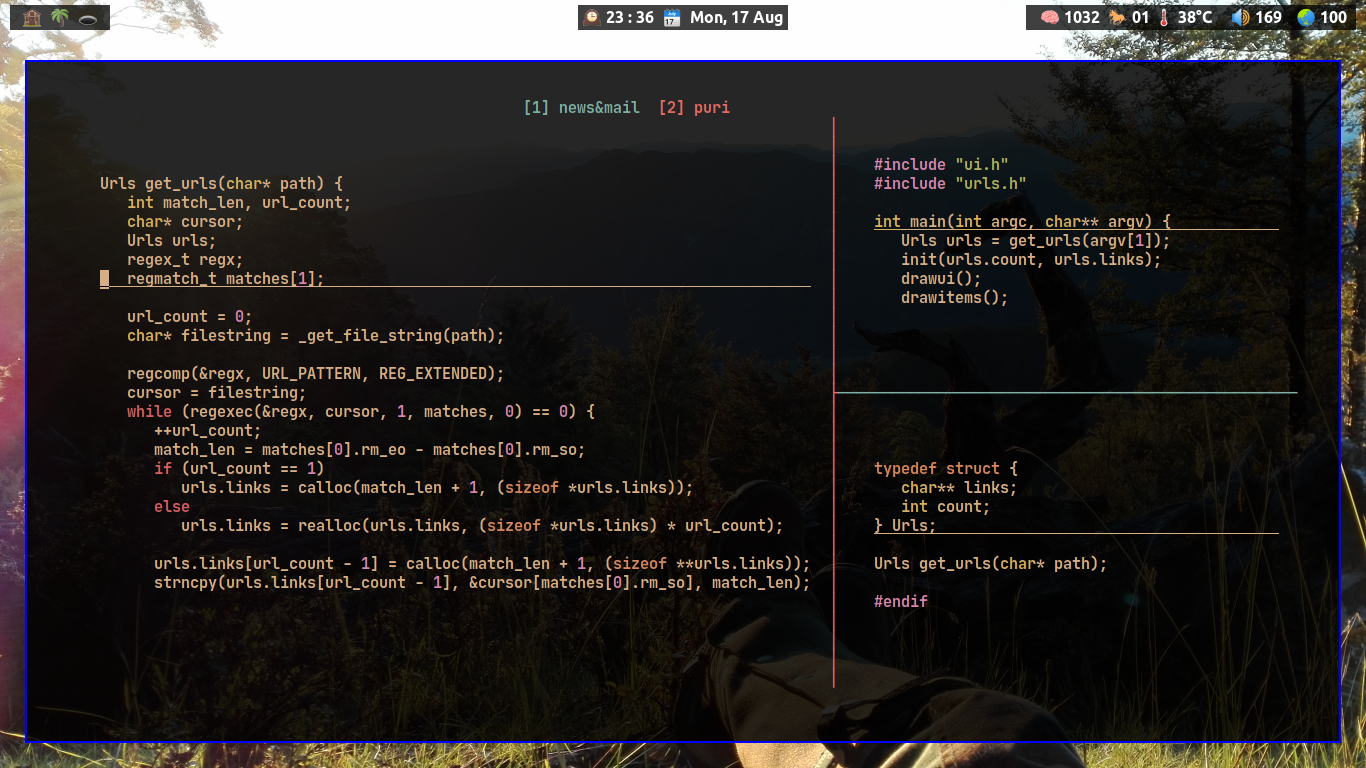 23 : 36 Mon, 17 Aug
1032 01 38°C 169 100
[1] news&mail [2] puri
Urls get_urls(char* path) {
int match_len, url_count;
char* cursor;
Urls urls;
regex_t regx;
regmatch_t matches[1];
url_count = 0;
char* filestring = _get_file_string(path);
regcomp(&regx, URL_PATTERN, REG_EXTENDED);
cursor = filestring;
while (regexec(&regx, cursor, 1, matches, 0) == 0) {
++url_count;
match_len = matches[0].rm_eo - matches[0].rm_so;
if (url_count == 1)
urls.links = calloc(match_len + 1, (sizeof *urls.links));
else
urls.links = realloc(urls.links, (sizeof *urls.links) * url_count);
urls.links[url_count - 1] = calloc(match_len + 1, (sizeof **urls.links));
strncpy(urls.links[url_count - 1], &cursor[matches[0].rm_so], match_len);
#include "ui.h"
#include "urls.h"
int main(int argc, char** argv) {
Urls urls = get_urls(argv[1]);
init(urls.count, urls.links);
drawui();
drawitems();
typedef struct {
char** links;
int count;
} Urls;
Urls get_urls(char* path);
#endif